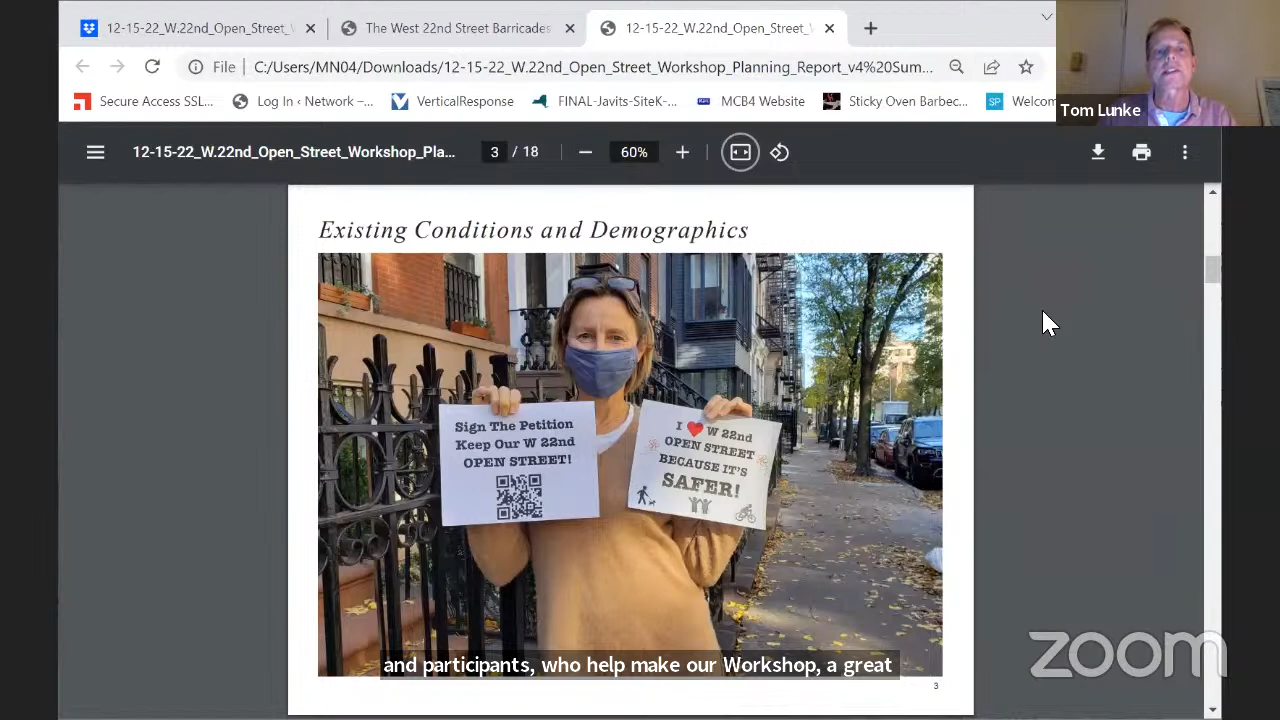 12-15-22_W.22nd_Open_Street_
The West 22nd Street Barricades
12-15-22_W.22nd_Open_Street_
File
C:/Users/MN04/Downloads/12-15-22_W.22nd_Open_Street_Workshop_Planning_Report_v4%20Sum...
Secure Access SSL...
Log In ‹ Network –...
VerticalResponse
FINAL-Javits-SiteK-...
MCB4 Website
Sticky Oven Barbec...
SP
Welcom
Tom Lunke
12-15-22_W.22nd_Open_Street_Workshop_Pla...
3 / 18
60%
Existing Conditions and Demographics
Sign The Petition
Keep Our W 22nd
OPEN STREET!
I ❤ W 22nd
OPEN STREET
BECAUSE IT'S
SAFER!
and participants, who help make our Workshop, a great
3
zoom